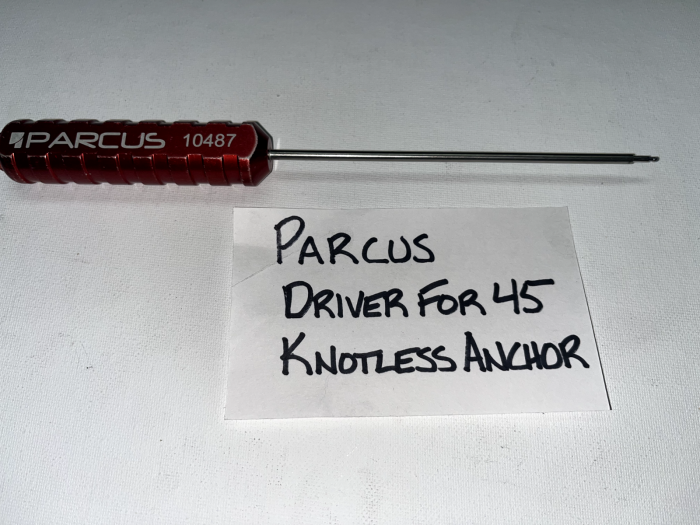 PARCUS 10487
PARCUS
DRIVER FOR 45
KNOTLESS ANCHOR